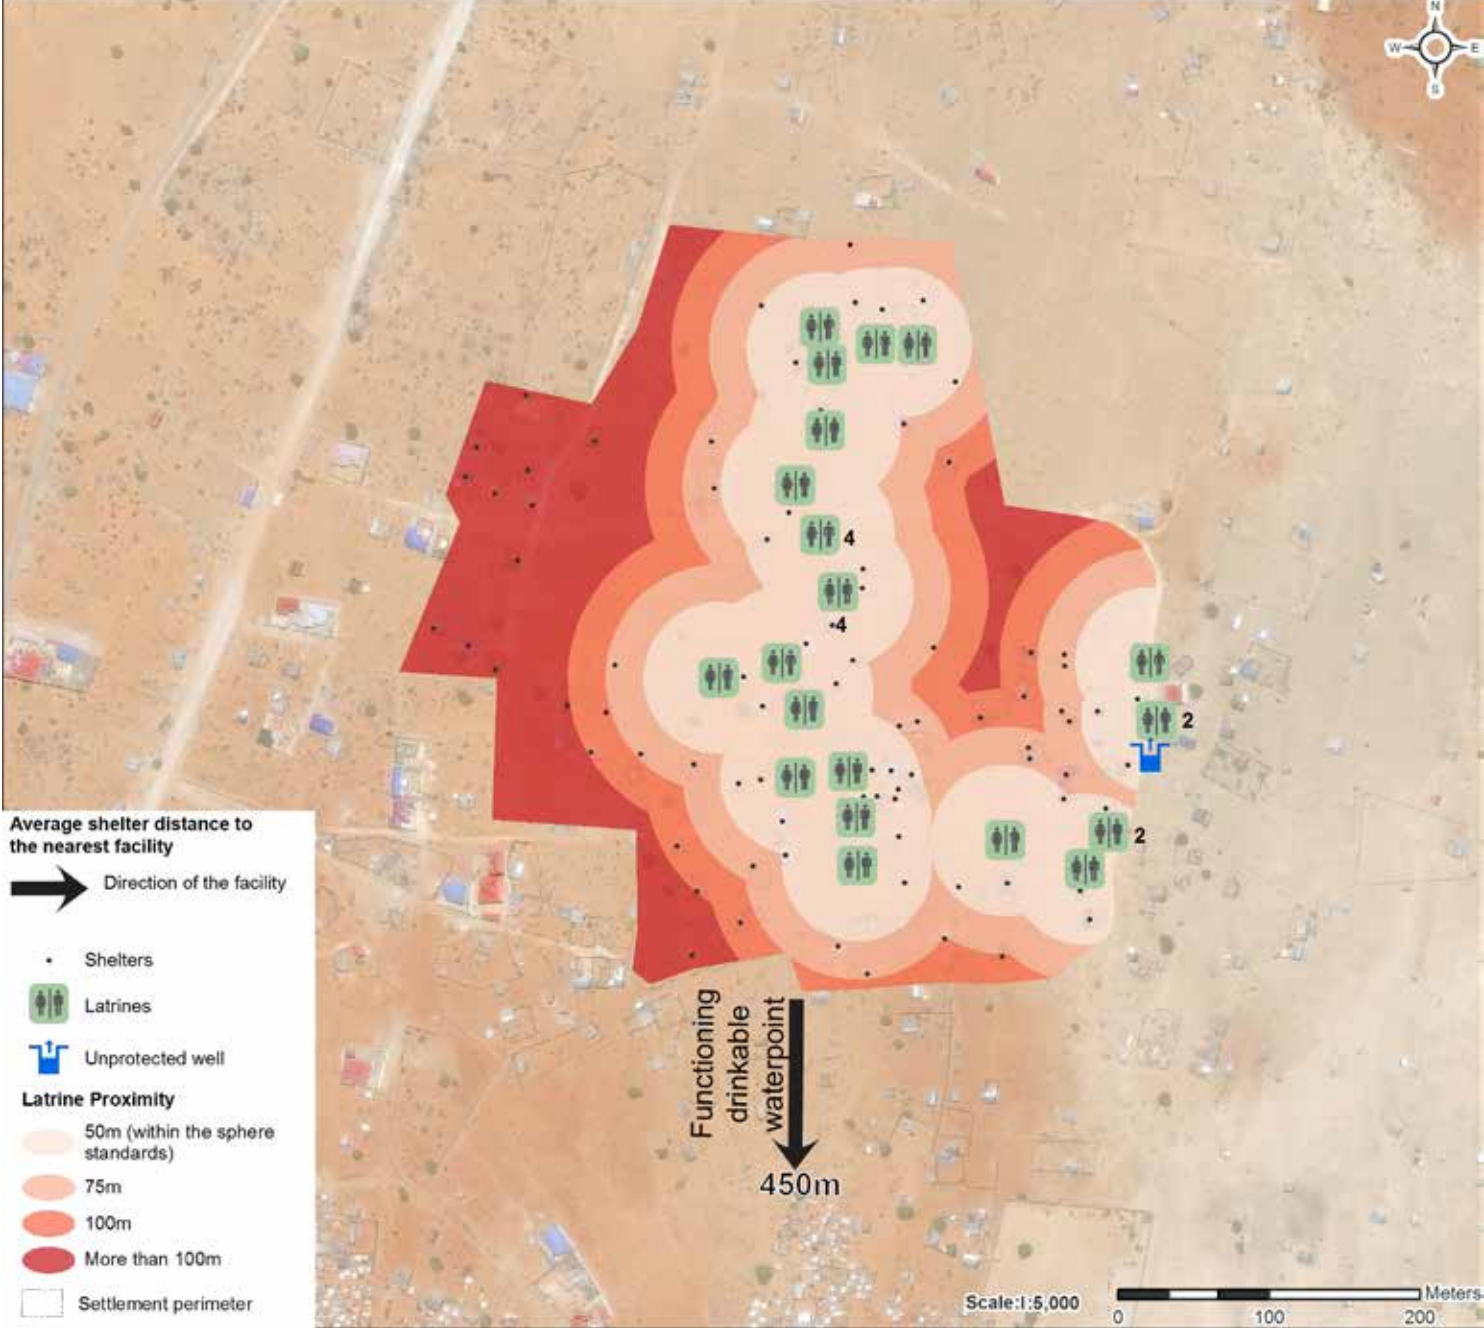 N
W
E
S
4
4
2
2
Average shelter distance to
the nearest facility
Direction of the facility
Shelters
Latrines
Unprotected well
Latrine Proximity
50m (within the sphere
standards)
75m
100m
More than 100m
Settlement perimeter
Functioning
drinkable
waterpoint
450m
Scale:I:5,000
Meters
0
100
200